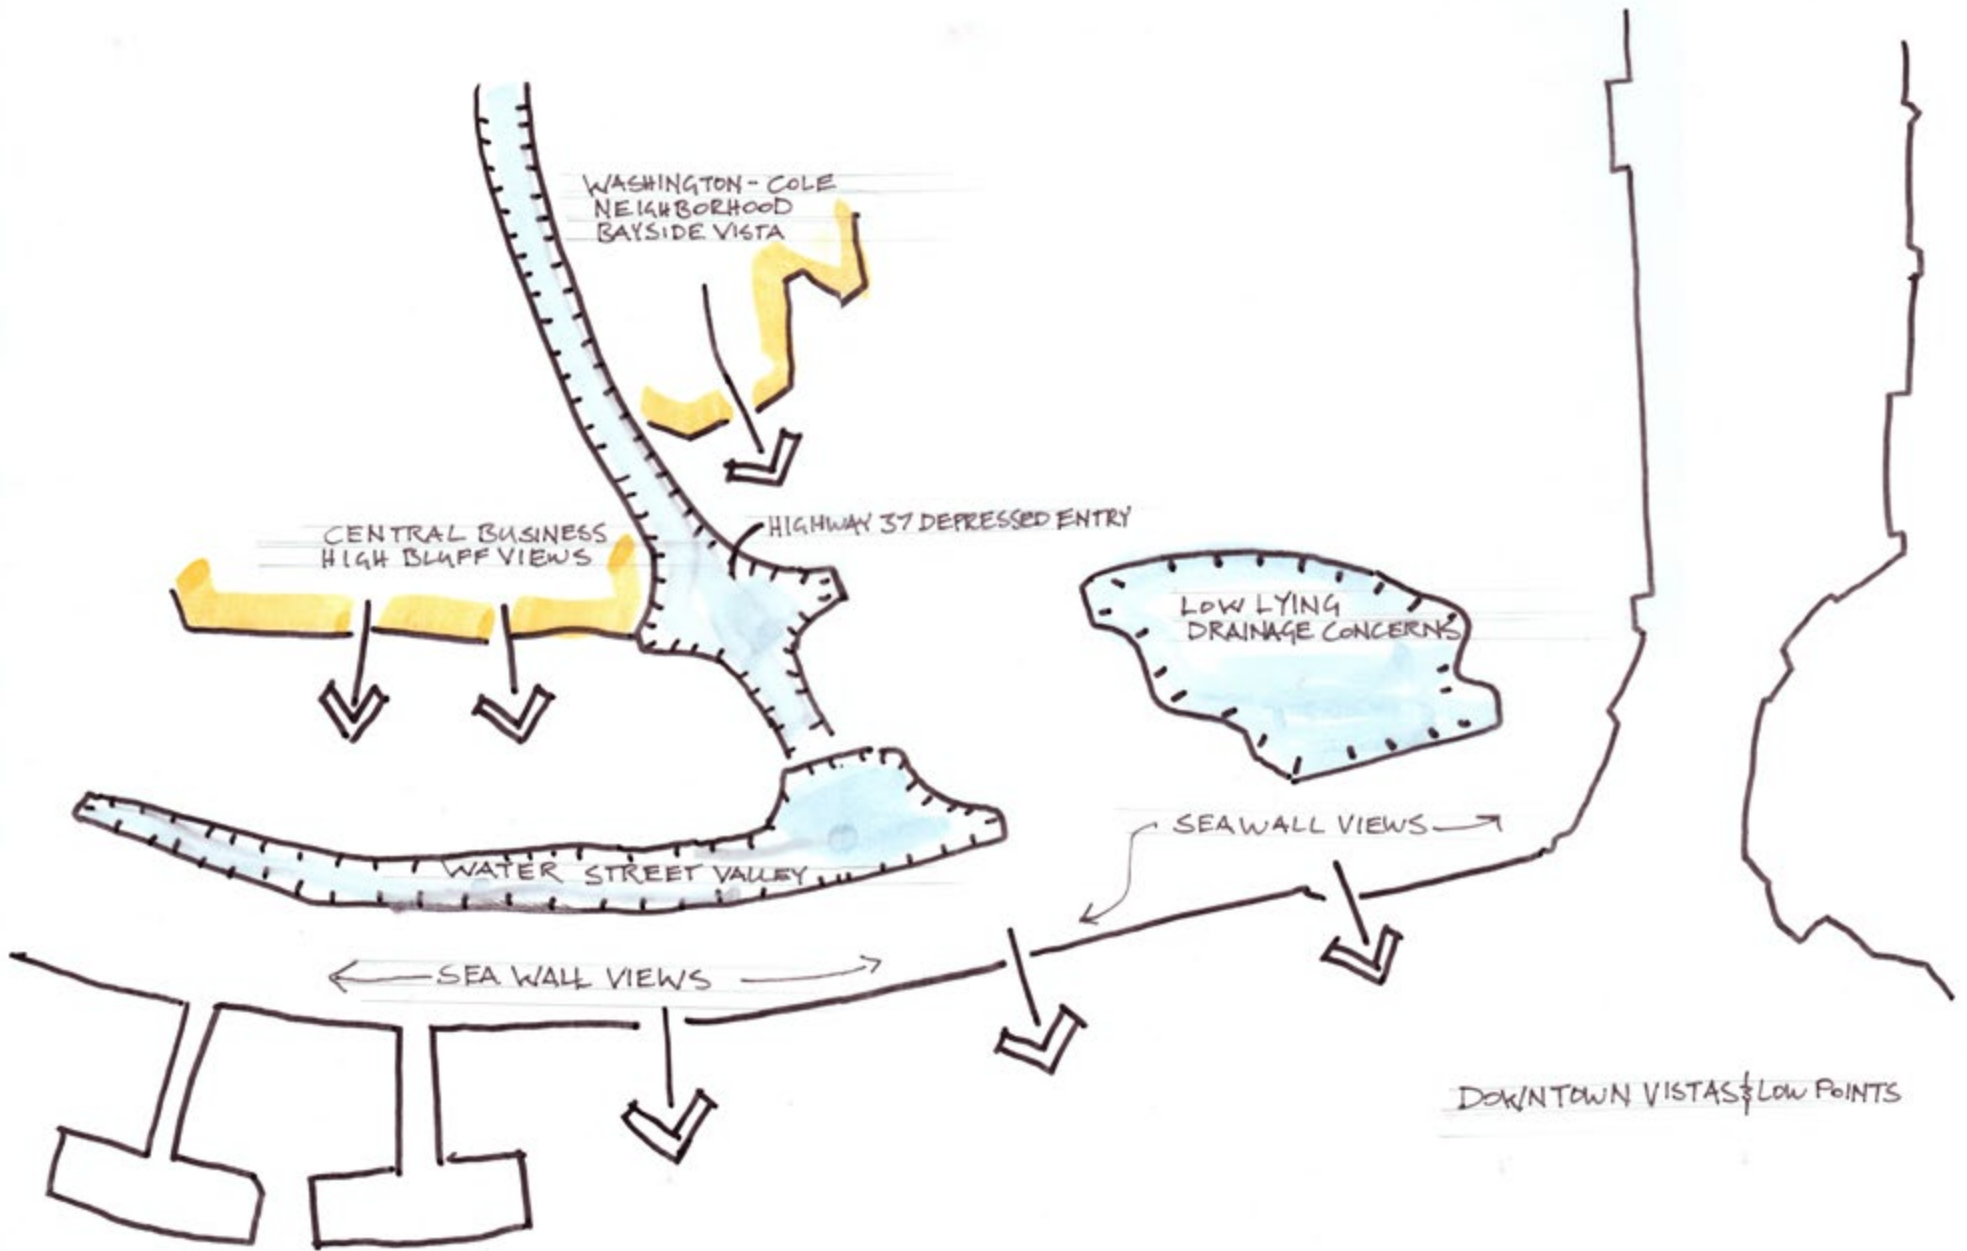 WASHINGTON - COLE
NEIGHBORHOOD
BAYSIDE VISTA
CENTRAL BUSINESS
HIGH BLUFF VIEWS
HIGHWAY 37 DEPRESSED ENTRY
LOW LYING
DRAINAGE CONCERNS
SEAWALL VIEWS
WATER STREET VALLEY
SEA WALL VIEWS
DOWNTOWN VISTAS & LOW POINTS